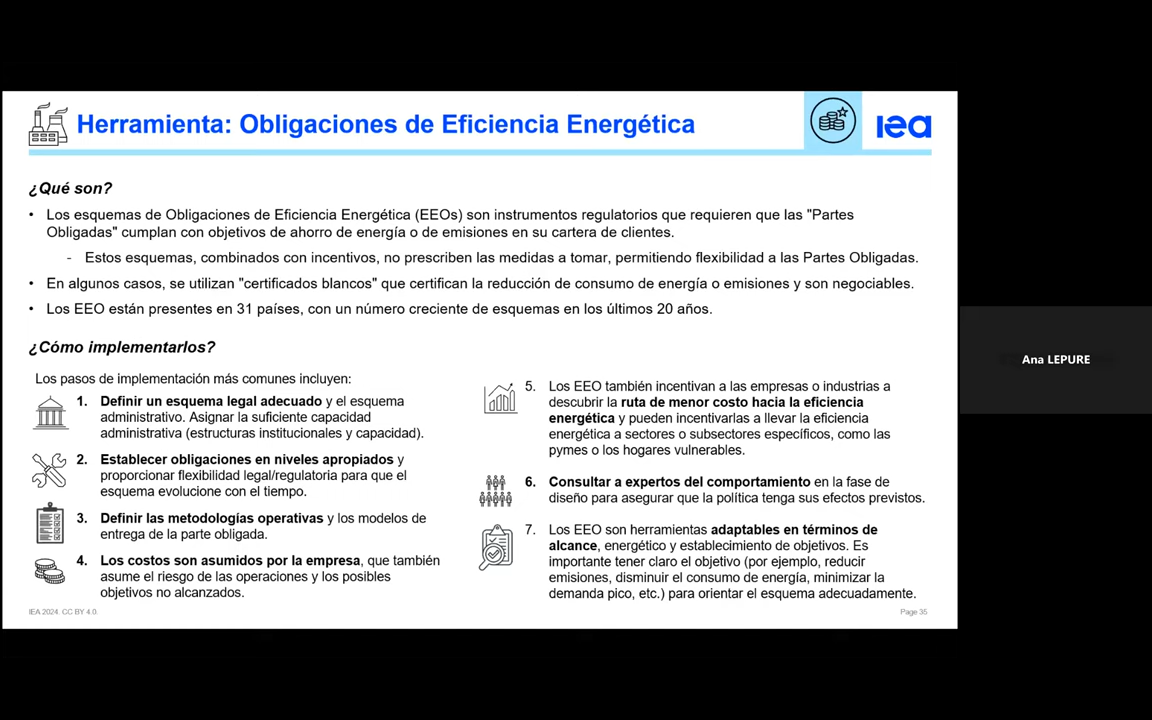 Herramienta: Obligaciones de Eficiencia Energética
iea
¿Qué son?
• Los esquemas de Obligaciones de Eficiencia Energética (EEOs) son instrumentos regulatorios que requieren que las "Partes
Obligadas" cumplan con objetivos de ahorro de energía o de emisiones en su cartera de clientes.
- Estos esquemas, combinados con incentivos, no prescriben las medidas a tomar, permitiendo flexibilidad a las Partes Obligadas.
• En algunos casos, se utilizan "certificados blancos" que certifican la reducción de consumo de energía o emisiones y son negociables.
• Los EEO están presentes en 31 países, con un número creciente de esquemas en los últimos 20 años.
¿Cómo implementarlos?
Los pasos de implementación más comunes incluyen:
1. Definir un esquema legal adecuado y el esquema
administrativo. Asignar la suficiente capacidad
administrativa (estructuras institucionales y capacidad).
2. Establecer obligaciones en niveles apropiados y
proporcionar flexibilidad legal/regulatoria para que el
esquema evolucione con el tiempo.
3. Definir las metodologías operativas y los modelos de
entrega de la parte obligada.
4. Los costos son asumidos por la empresa, que también
asume el riesgo de las operaciones y los posibles
objetivos no alcanzados.
5. Los EEO también incentivan a las empresas o industrias a
descubrir la ruta de menor costo hacia la eficiencia
energética y pueden incentivarlas a llevar la eficiencia
energética a sectores o subsectores específicos, como las
pymes o los hogares vulnerables.
6. Consultar a expertos del comportamiento en la fase de
diseño para asegurar que la política tenga sus efectos previstos.
7. Los EEO son herramientas adaptables en términos de
alcance, energético y establecimiento de objetivos. Es
importante tener claro el objetivo (por ejemplo, reducir
emisiones, disminuir el consumo de energía, minimizar la
demanda pico, etc.) para orientar el esquema adecuadamente.
IEA 2024. CC BY 4.0.
Page 35
Ana LEPURE